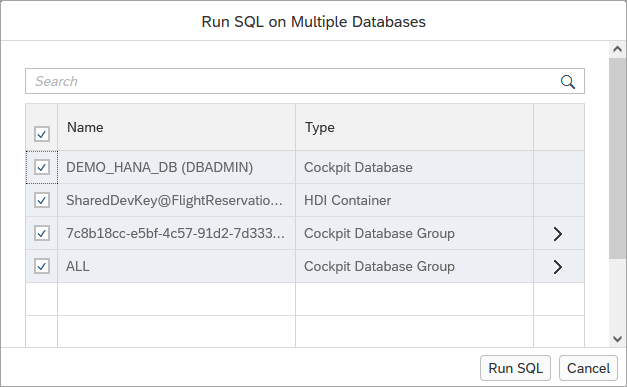 Run SQL on Multiple Databases
Search
Name Type
DEMO_HANA_DB (DBADMIN) Cockpit Database
SharedDevKey@FlightReservatio... HDI Container
7c8b18cc-e5bf-4c57-91d2-7d333... Cockpit Database Group
ALL Cockpit Database Group
Run SQL Cancel